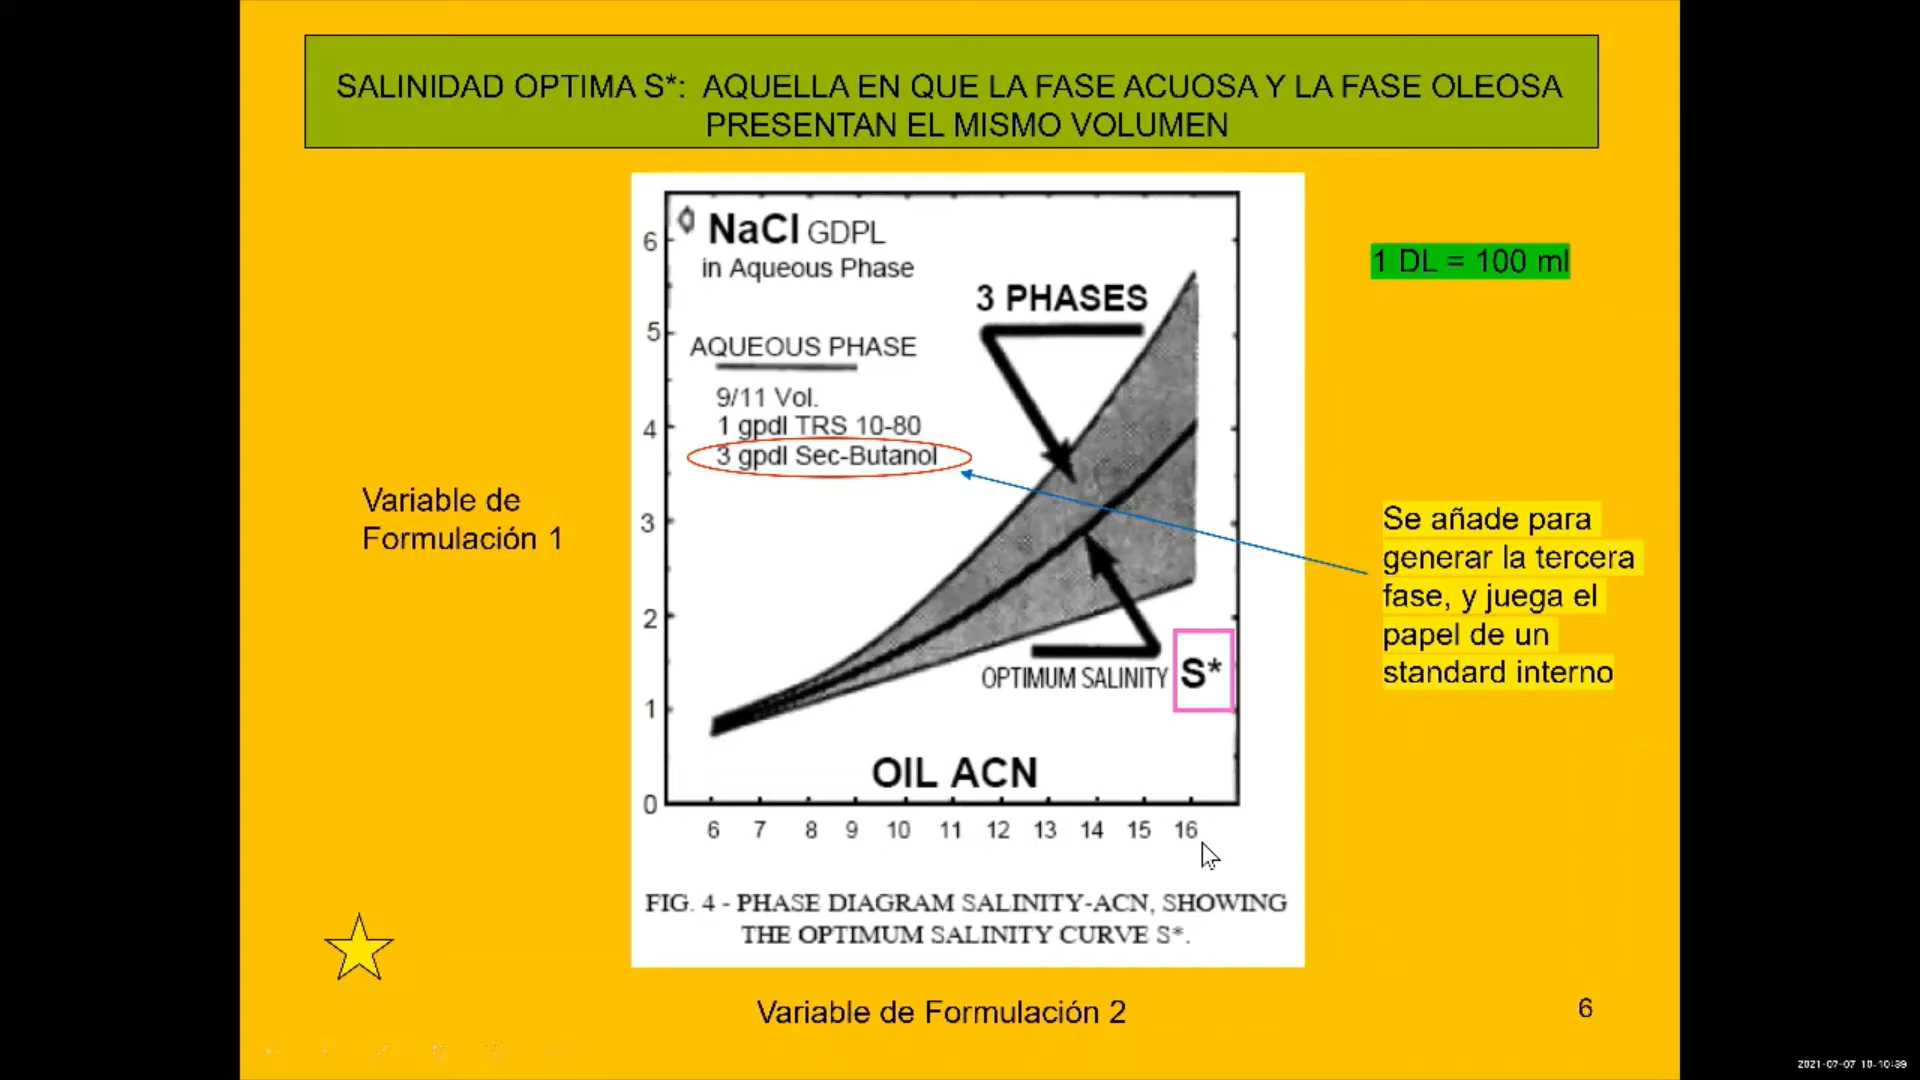 SALINIDAD OPTIMA S*: AQUELLA EN QUE LA FASE ACUOSA Y LA FASE OLEOSA
PRESENTAN EL MISMO VOLUMEN
NaCl GDPL
in Aqueous Phase
3 PHASES
AQUEOUS PHASE
9/11 Vol.
1 gpdl TRS 10-80
3 gpdl Sec-Butanol
OPTIMUM SALINITY S*
OIL ACN
6
5
4
3
2
1
0
6 7 8 9 10 11 12 13 14 15 16
FIG. 4 - PHASE DIAGRAM SALINITY-ACN, SHOWING
THE OPTIMUM SALINITY CURVE S*.
1 DL = 100 ml
Variable de
Formulación 1
Se añade para
generar la tercera
fase, y juega el
papel de un
standard interno
Variable de Formulación 2
6
2021-07-07 10:10:39